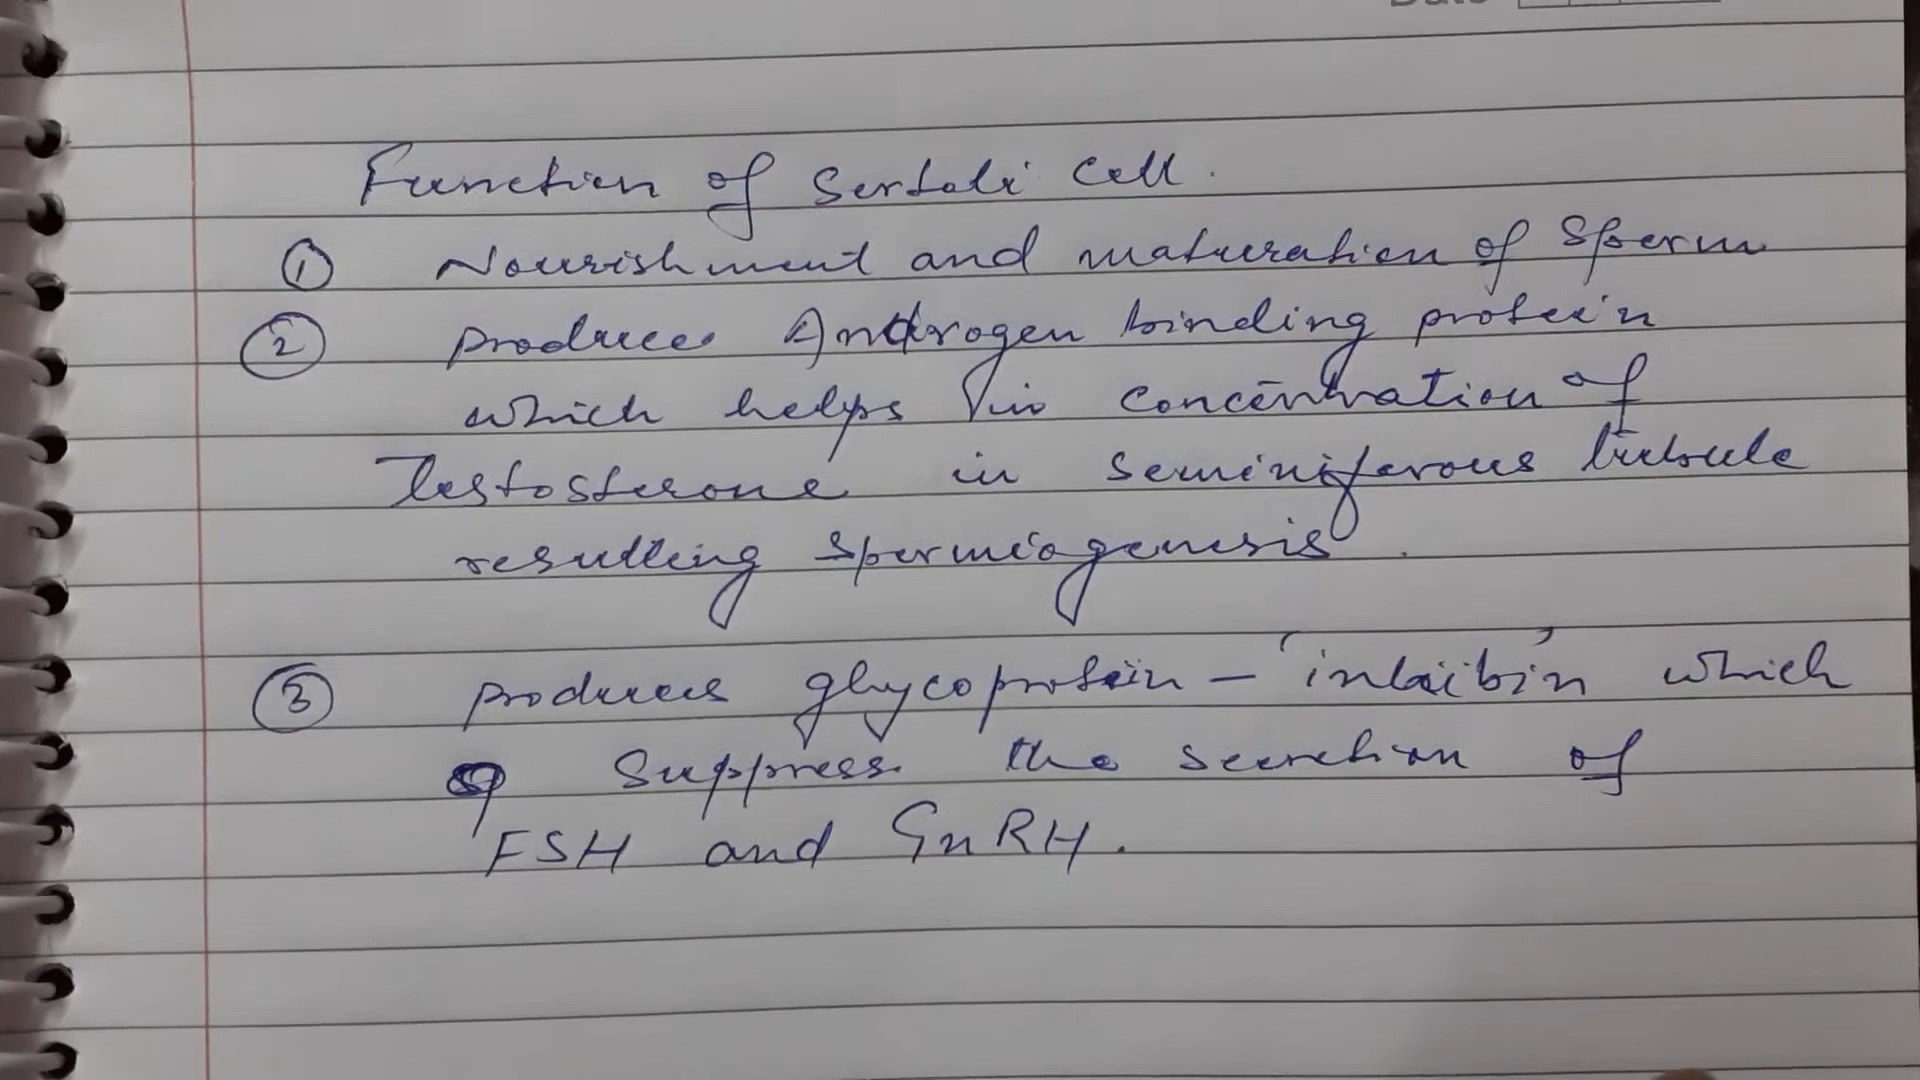 Date
Function of Sertoli Cell.
① Nourishment and maturation of Sperm
② produces Androgen binding protein
which helps in concentration of
Testosterone in seminiferous tubule
resulting spermiogenesis.
③ produces glycoprotein - 'inhibin' which
suppress the secretion of
FSH and GnRH.